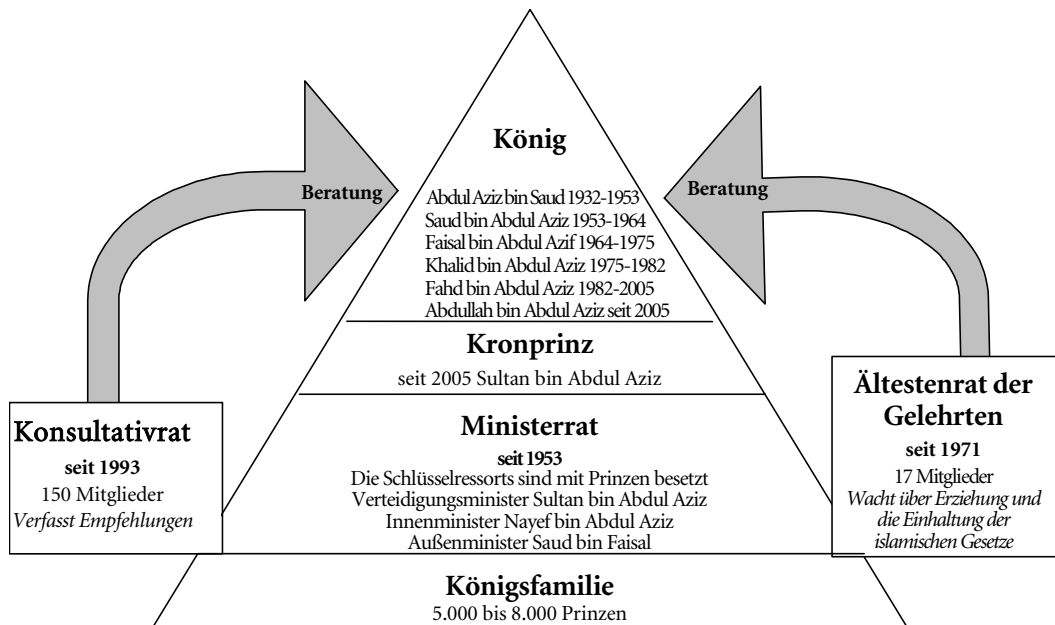 König
Beratung
Beratung
Abdul Aziz bin Saud 1932-1953
Saud bin Abdul Aziz 1953-1964
Faisal bin Abdul Azif 1964-1975
Khalid bin Abdul Aziz 1975-1982
Fahd bin Abdul Aziz 1982-2005
Abdullah bin Abdul Aziz seit 2005
Kronprinz
seit 2005 Sultan bin Abdul Aziz
Konsultativrat
seit 1993
150 Mitglieder
Verfasst Empfehlungen
Ministerrat
seit 1953
Die Schlüsselressorts sind mit Prinzen besetzt
Verteidigungsminister Sultan bin Abdul Aziz
Innenminister Nayef bin Abdul Aziz
Außenminister Saud bin Faisal
Ältestenrat der
Gelehrten
seit 1971
17 Mitglieder
Wacht über Erziehung und
die Einhaltung der
islamischen Gesetze
Königsfamilie
5.000 bis 8.000 Prinzen